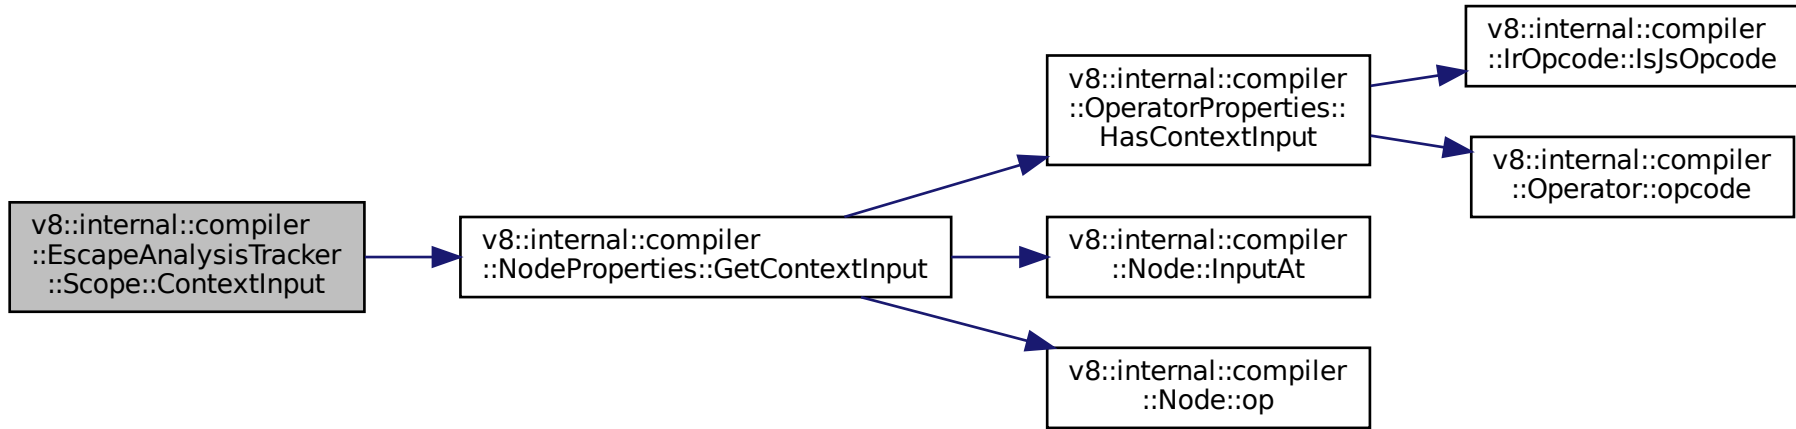 v8::internal::compiler
::EscapeAnalysisTracker
::Scope::ContextInput
v8::internal::compiler
::NodeProperties::GetContextInput
v8::internal::compiler
::OperatorProperties::
HasContextInput
v8::internal::compiler
::IrOpcode::IsJsOpcode
v8::internal::compiler
::Operator::opcode
v8::internal::compiler
::Node::InputAt
v8::internal::compiler
::Node::op